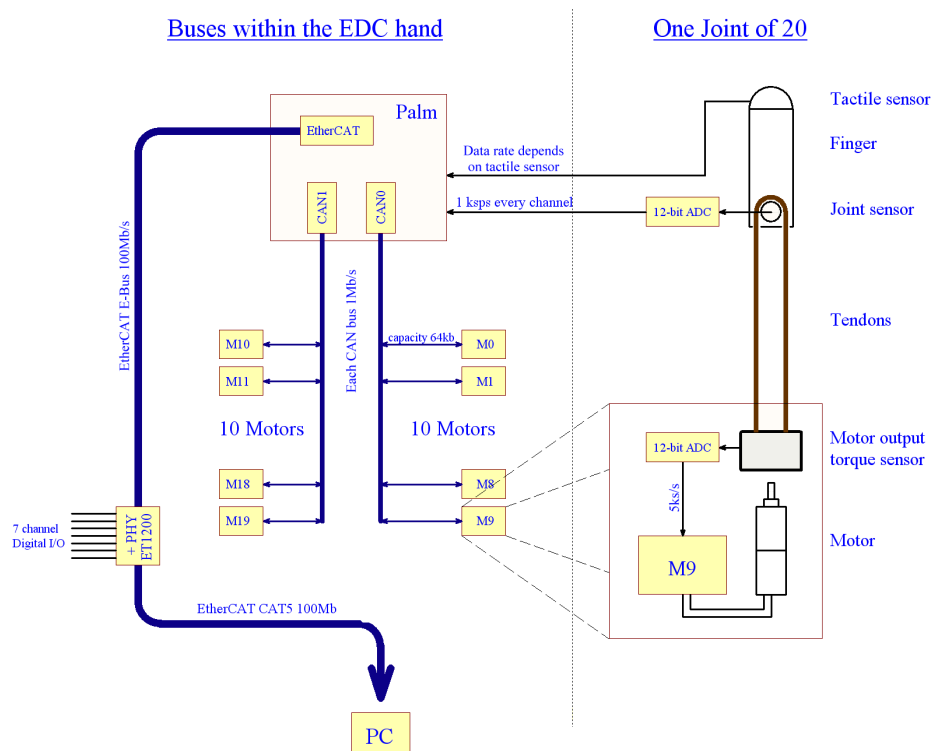 Buses within the EDC hand
One Joint of 20
Palm
EtherCAT
CAN1
CAN0
Data rate depends
on tactile sensor
1 ksps every channel
12-bit ADC
Tactile sensor
Finger
Joint sensor
Tendons
EtherCAT E-Bus 100Mb/s
Each CAN bus 1Mb/s
capacity 64kb
M10
M0
M11
M1
10 Motors
10 Motors
M18
M8
M19
M9
12-bit ADC
Motor output
torque sensor
5ks/s
M9
Motor
7 channel
Digital I/O
+ PHY
ET1200
EtherCAT CAT5 100Mb
PC